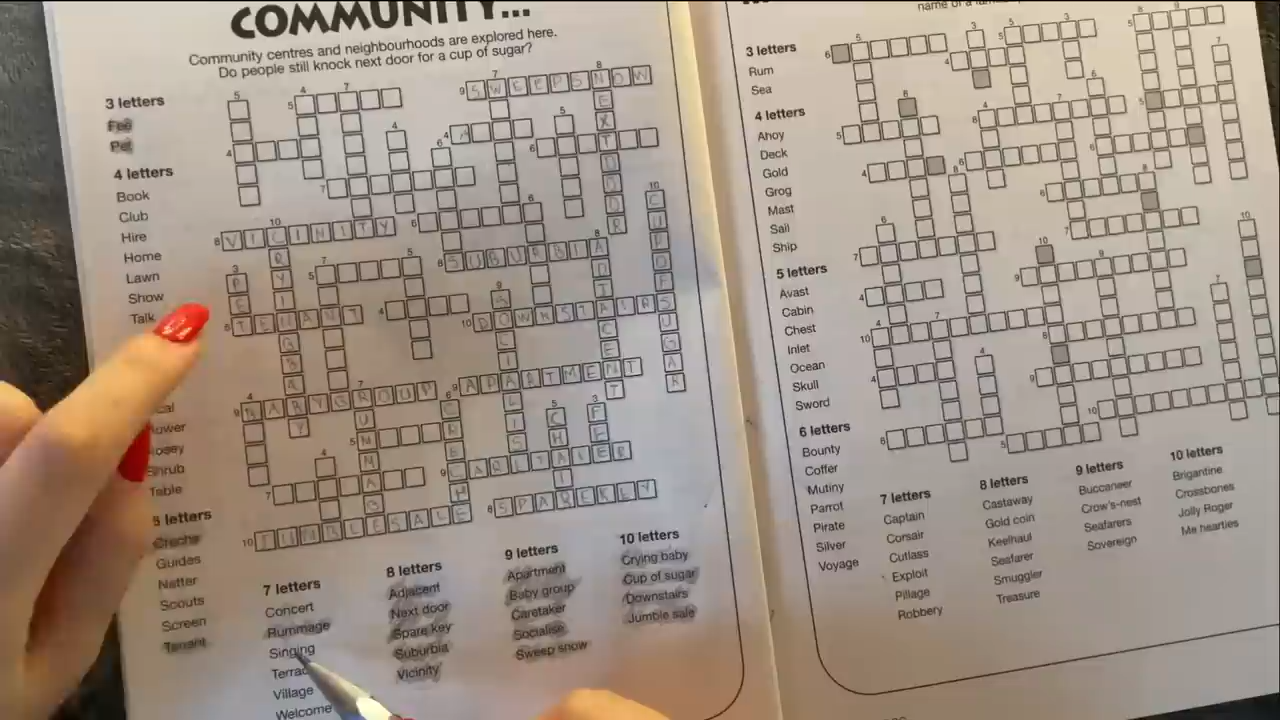 COMMUNITY...
Community centres and neighbourhoods are explored here.
Do people still knock next door for a cup of sugar?
3 letters
Fee
Pet
4 letters
Book
Club
Hire
Home
Lawn
Show
Talk
Shrub
Table
letters
Creche
Guides
Natter
Scouts
Screen
Tenant
7 letters
Concert
Rummage
Singing
Village
Welcome
8 letters
Adjacent
Next door
Spare key
Suburbia
Vicinity
9 letters
Apartment
Baby group
Caretaker
Socialise
Sweep snow
10 letters
Crying baby
Cup of sugar
Downstairs
Jumble sale
SWEEPSNOW
VICINITY
SUBURBIA
TENANT
DOWNSTAIRS
APARTMENT
SPAREKEY
3 letters
Rum
Sea
4 letters
Ahoy
Deck
Gold
Grog
Mast
Sail
Ship
5 letters
Avast
Cabin
Chest
Inlet
Ocean
Skull
Sword
6 letters
Bounty
Coffer
Mutiny
Parrot
Pirate
Silver
Voyage
7 letters
Captain
Corsair
Cutlass
Exploit
Pillage
Robbery
8 letters
Castaway
Gold coin
Keelhaul
Seafarer
Smuggler
Treasure
9 letters
Buccaneer
Crow's-nest
Seafarers
Sovereign
10 letters
Brigantine
Crossbones
Jolly Roger
Me hearties